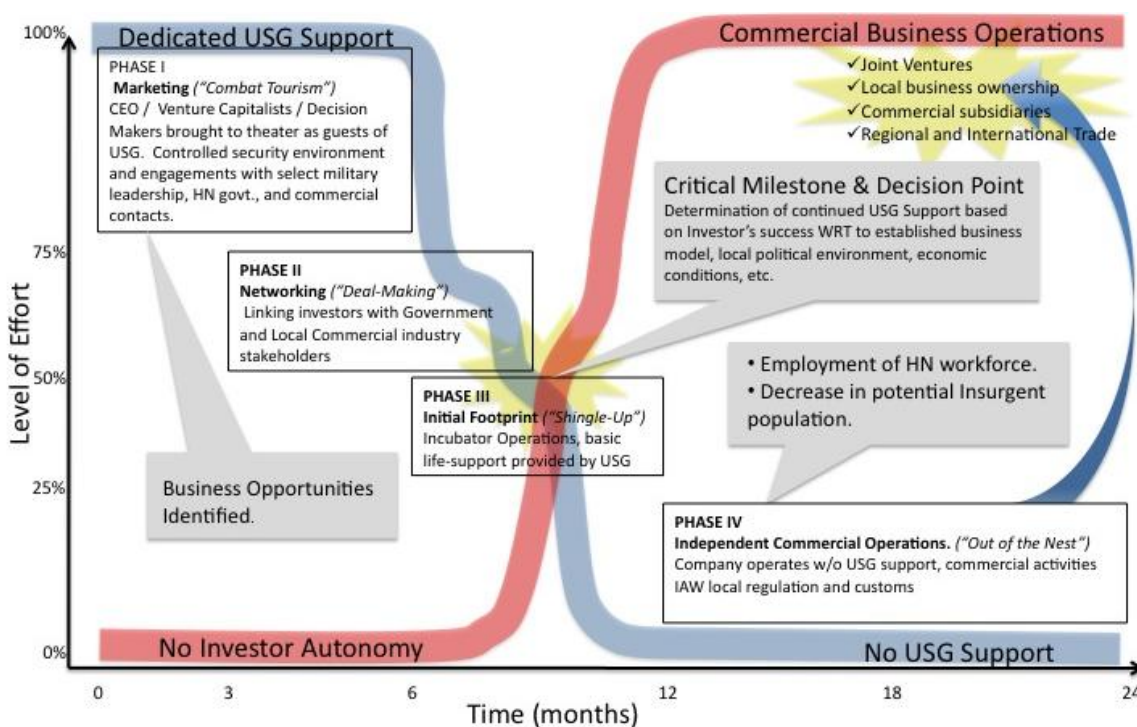 100%
Dedicated USG Support
Commercial Business Operations
PHASE I
Marketing (“Combat Tourism”)
CEO / Venture Capitalists / Decision
Makers brought to theater as guests of
USG. Controlled security environment
and engagements with select military
leadership, HN govt., and commercial
contacts.
✓Joint Ventures
✓Local business ownership
✓Commercial subsidiaries
✓Regional and International Trade
Critical Milestone & Decision Point
Determination of continued USG Support based
on Investor’s success WRT to established business
model, local political environment, economic
conditions, etc.
75%
PHASE II
Networking (“Deal-Making”)
Linking investors with Government
and Local Commercial industry
stakeholders
• Employment of HN workforce.
• Decrease in potential Insurgent
population.
50%
Level of Effort
PHASE III
Initial Footprint (“Shingle-Up”)
Incubator Operations, basic
life-support provided by USG
25%
Business Opportunities
Identified.
PHASE IV
Independent Commercial Operations. (“Out of the Nest”)
Company operates w/o USG support, commercial activities
IAW local regulation and customs
0%
No Investor Autonomy
No USG Support
0
3
6
12
18
24
Time (months)